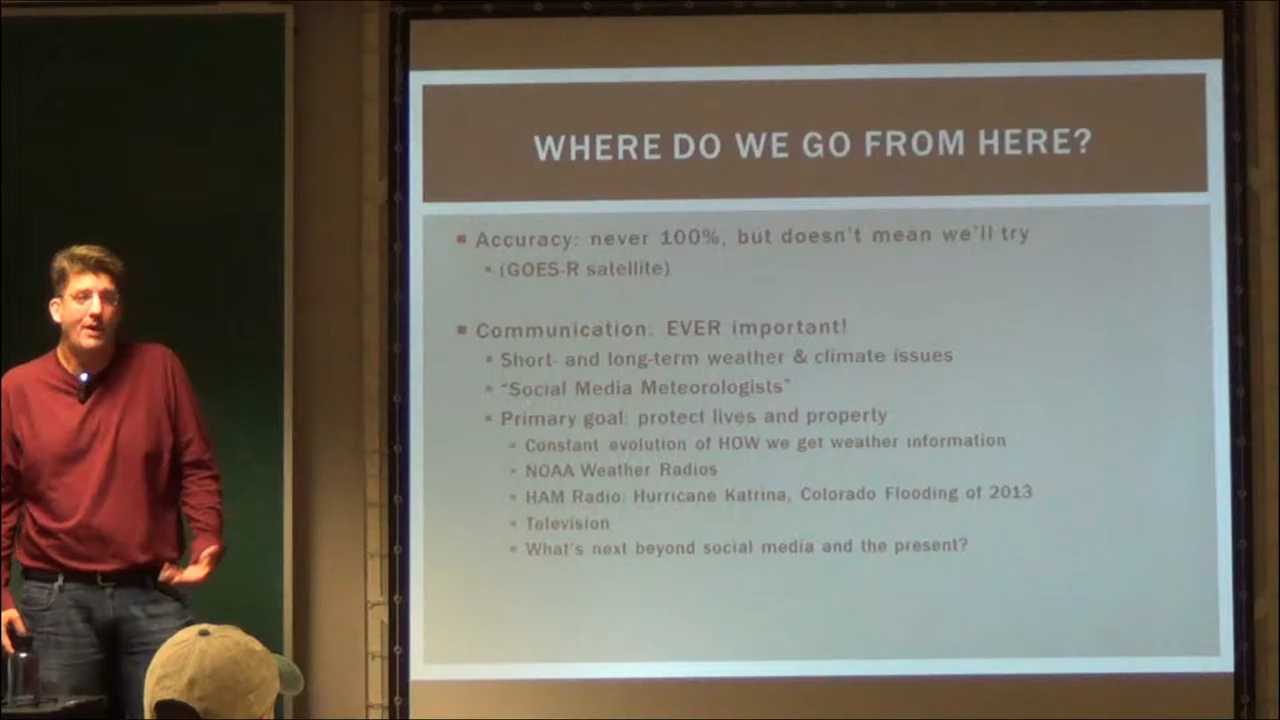 WHERE DO WE GO FROM HERE?
Accuracy: never 100%, but doesn't mean we'll try
(GOES-R satellite)
Communication: EVER important!
Short- and long-term weather & climate issues
"Social Media Meteorologists"
Primary goal: protect lives and property
Constant evolution of HOW we get weather information
NOAA Weather Radios
HAM Radio: Hurricane Katrina, Colorado Flooding of 2013
Television
What's next beyond social media and the present?